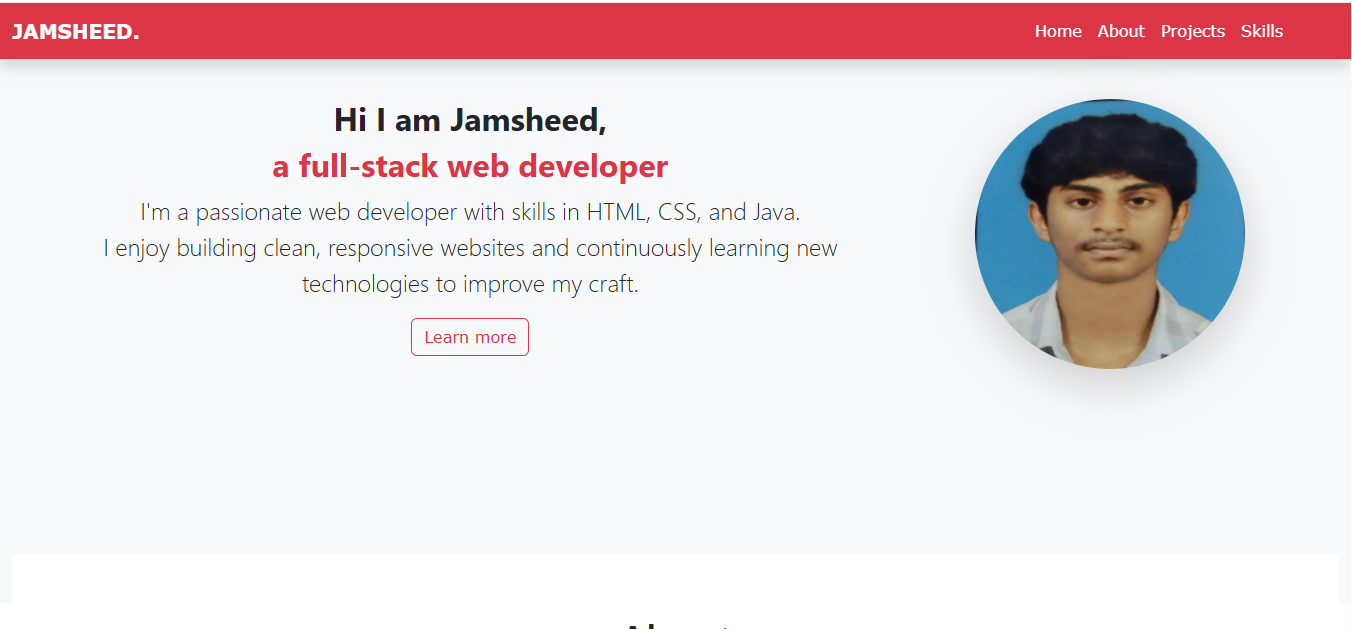 JAMSHEED.
Home About Projects Skills
Hi I am Jamsheed,
a full-stack web developer
I'm a passionate web developer with skills in HTML, CSS, and Java.
I enjoy building clean, responsive websites and continuously learning new
technologies to improve my craft.
Learn more